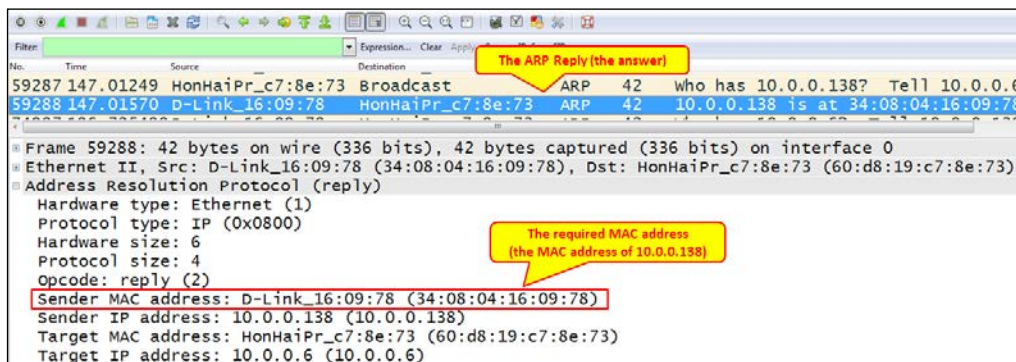 Filter:
Expression... Clear
No. Time Source Destination
The ARP Reply (the answer)
59287 147.01249 HonHaiPr_c7:8e:73 Broadcast ARP 42 Who has 10.0.0.138? Tell 10.0.0.6
59288 147.01570 D-Link_16:09:78 HonHaiPr_c7:8e:73 ARP 42 10.0.0.138 is at 34:08:04:16:09:78
Frame 59288: 42 bytes on wire (336 bits), 42 bytes captured (336 bits) on interface 0
Ethernet II, Src: D-Link_16:09:78 (34:08:04:16:09:78), Dst: HonHaiPr_c7:8e:73 (60:d8:19:c7:8e:73)
Address Resolution Protocol (reply)
Hardware type: Ethernet (1)
Protocol type: IP (0x0800)
Hardware size: 6
Protocol size: 4
Opcode: reply (2)
The required MAC address
(the MAC address of 10.0.0.138)
Sender MAC address: D-Link_16:09:78 (34:08:04:16:09:78)
Sender IP address: 10.0.0.138 (10.0.0.138)
Target MAC address: HonHaiPr_c7:8e:73 (60:d8:19:c7:8e:73)
Target IP address: 10.0.0.6 (10.0.0.6)